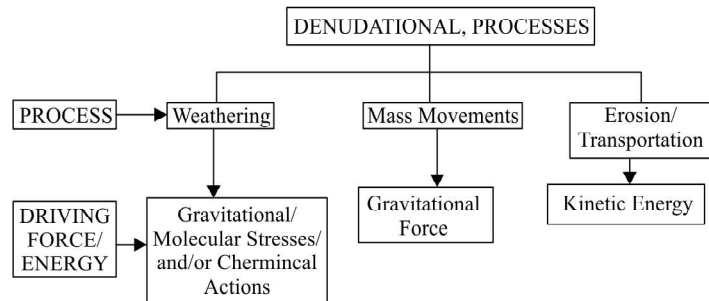 DENUDATIONAL, PROCESSES
PROCESS
Weathering
Mass Movements
Erosion/
Transportation
DRIVING
FORCE/
ENERGY
Gravitational/
Molecular Stresses/
and/or Chermincal
Actions
Gravitational
Force
Kinetic Energy